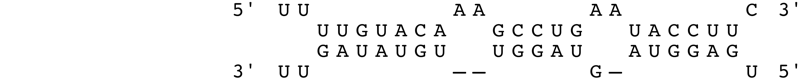 5' UU AA AA C 3'
UUGUACA GCCUG UACCUU
GAUAUGU UGGAU AUGGAG
3' UU –– G– U 5'